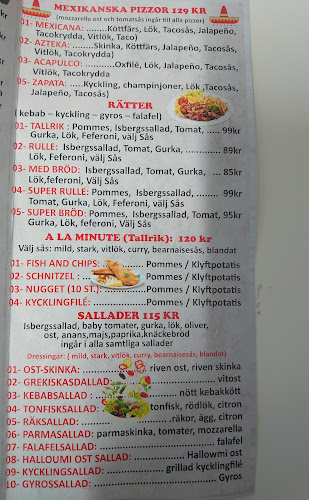 MEXIKANSKA PIZZOR 129 KR
(mozzarella ost och tomatsås ingår till alla pizzor)
01- MEXICANA: ..........Köttfärs, Lök, Tacosås, Jalapeño,
Tacokrydda, Vitlök, Taco)
02- AZTEKA: .............Skinka, Köttfärs, Jalapeño, Tacosås,
Vitlök, Tacokrydda
03- ACAPULCO: .........Oxfilé, Lök, Jalapeño, Tacosås,
Vitlök, Tacokrydda
05- ZAPATA: ....Kyckling, champinjoner, Lök ,Jalapeño,
Tacosås)
RÄTTER
( kebab – kyckling – gyros – falafel)
01- TALLRIK : Pommes, Isbergssallad, Tomat, ..... 99kr
Gurka, Lök, Feferoni, välj Sås
02- RULLE: Isbergssallad, Tomat, Gurka, ............89kr
Lök, Feferoni, välj Sås
03- MED BRÖD: Isbergssallad, Tomat, Gurka, ... 85kr
Lök,feferoni, välj Sås
04- SUPER RULLE: Pommes, Isbergssallad, ....... 99kr
Tomat, Gurka, Lök, Feferoni, välj Sås
05- SUPER BRÖD: Pommes, Isbergssallad, Tomat, 95kr
Gurka, Lök, feferoni, välj Sås
A LA MINUTE (Tallrik): 120 kr
Välj sås: mild, stark, vitlök, curry, bearnaisesås, blandat
01- FISH AND CHIPS: Pommes / Klyftpotatis
02- SCHNITZEL : Pommes / Klyftpotatis
03- NUGGET (10 ST.): Pommes / Klyftpotatis
04- KYCKLINGFILÉ: Pommes / Klyftpotatis
SALLADER 115 KR
Isbergsallad, baby tomater, gurka, lök, oliver,
ost, anans,majs,paprika,knäckebröd
ingår i alla samtliga sallader
Dressingar: ( mild, stark, vitlök, curry, bearnaisesås, blandat)
01- OST-SKINKA: riven ost, riven skinka
02- GREKISKASDALLAD: vitost
03- KEBABSALLAD : nött kebakkött
04- TONFISKSALLAD: tonfisk, rödlök, citron
05- RÄKSALLAD: räkor, ägg, citron
06- PARMASALLAD: parmaskinka, tomater, mozzarella
07- FALAFELSALLAD: falafel
08- HALLOUMI OST SALLAD: Hallowmi ost
09- KYCKLINGSALLAD: grillad kycklingfilé
10- GYROSSALLAD: Gyros